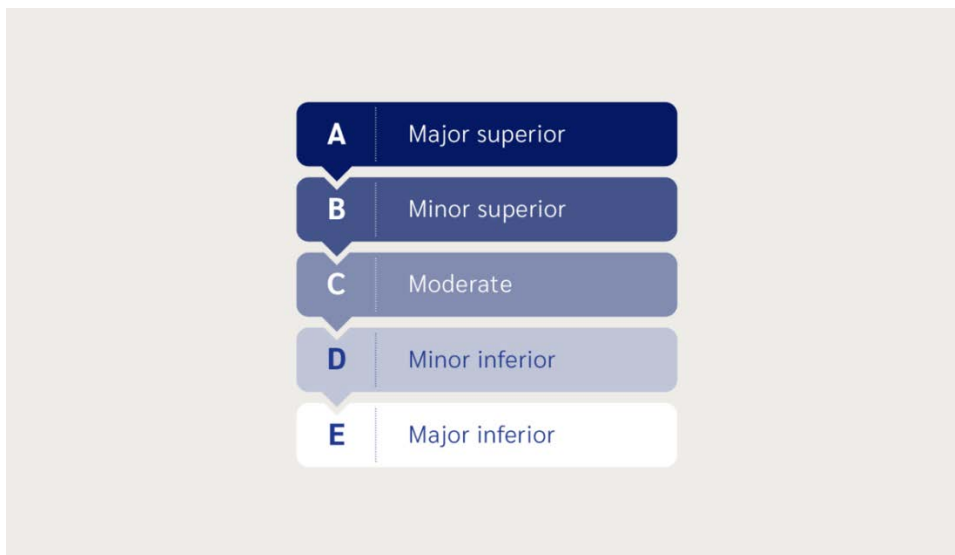 A Major superior
B Minor superior
C Moderate
D Minor inferior
E Major inferior